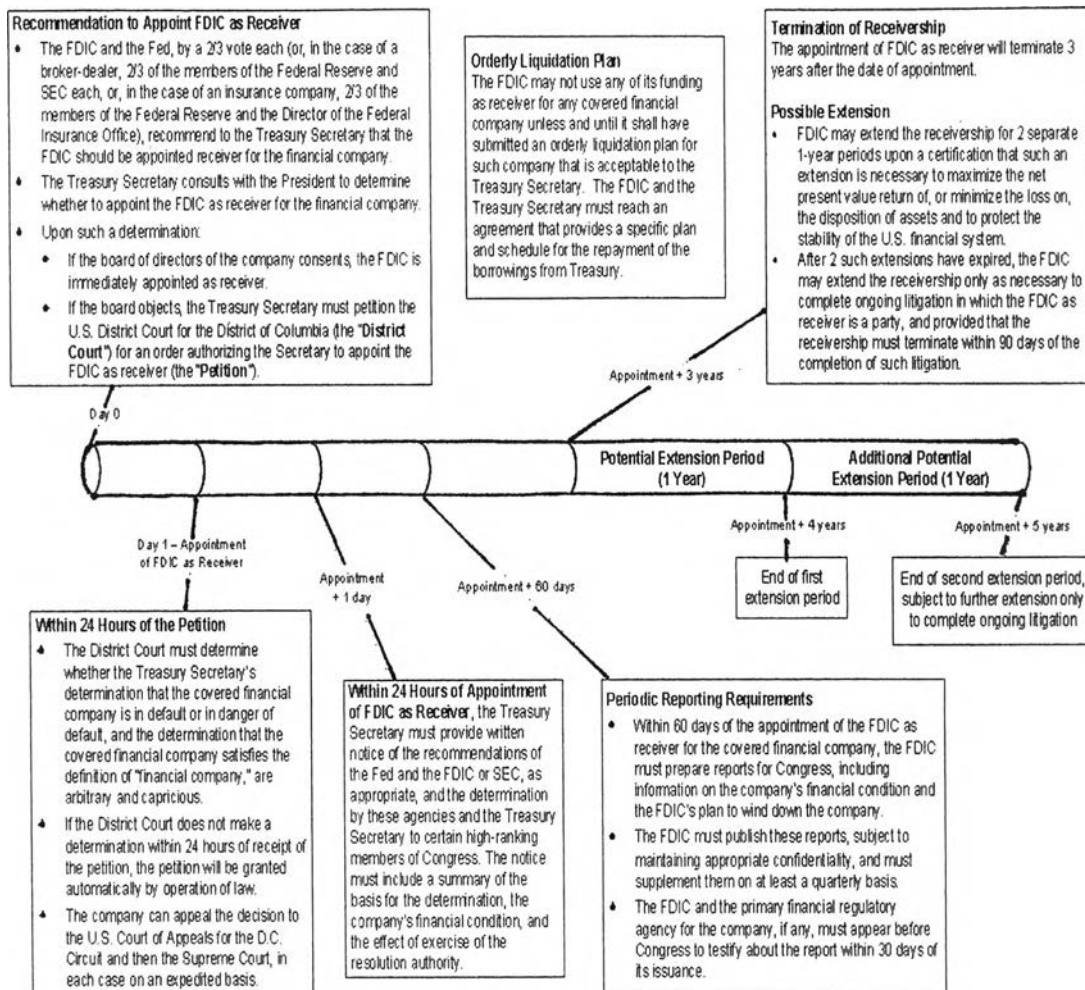 Recommendation to Appoint FDIC as Receiver
• The FDIC and the Fed, by a 2/3 vote each (or, in the case of a
broker-dealer, 2/3 of the members of the Federal Reserve and
SEC each, or, in the case of an insurance company, 2/3 of the
members of the Federal Reserve and the Director of the Federal
Insurance Office), recommend to the Treasury Secretary that the
FDIC should be appointed receiver for the financial company.
• The Treasury Secretary consults with the President to determine
whether to appoint the FDIC as receiver for the financial company.
• Upon such a determination:
• If the board of directors of the company consents, the FDIC is
immediately appointed as receiver.
• If the board objects, the Treasury Secretary must petition the
U.S. District Court for the District of Columbia (the "District
Court") for an order authorizing the Secretary to appoint the
FDIC as receiver (the "Petition").
Orderly Liquidation Plan
The FDIC may not use any of its funding
as receiver for any covered financial
company unless and until it shall have
submitted an orderly liquidation plan for
such company that is acceptable to the
Treasury Secretary. The FDIC and the
Treasury Secretary must reach an
agreement that provides a specific plan
and schedule for the repayment of the
borrowings from Treasury.
Termination of Receivership
The appointment of FDIC as receiver will terminate 3
years after the date of appointment.
Possible Extension
• FDIC may extend the receivership for 2 separate
1-year periods upon a certification that such an
extension is necessary to maximize the net
present value return of, or minimize the loss on,
the disposition of assets and to protect the
stability of the U.S. financial system.
• After 2 such extensions have expired, the FDIC
may extend the receivership only as necessary to
complete ongoing litigation in which the FDIC as
receiver is a party, and provided that the
receivership must terminate within 90 days of the
completion of such litigation.
Day 0
Appointment + 3 years
Potential Extension Period
(1 Year)
Additional Potential
Extension Period (1 Year)
Day 1 – Appointment
of FDIC as Receiver
Appointment
+ 1 day
Appointment + 60 days
Appointment + 4 years
Appointment + 5 years
End of first
extension period
End of second extension period,
subject to further extension only
to complete ongoing litigation
Within 24 Hours of the Petition
• The District Court must determine
whether the Treasury Secretary's
determination that the covered financial
company is in default or in danger of
default, and the determination that the
covered financial company satisfies the
definition of "financial company," are
arbitrary and capricious.
• If the District Court does not make a
determination within 24 hours of receipt of
the petition, the petition will be granted
automatically by operation of law.
• The company can appeal the decision to
the U.S. Court of Appeals for the D.C.
Circuit and then the Supreme Court, in
each case on an expedited basis.
Within 24 Hours of Appointment
of FDIC as Receiver, the Treasury
Secretary must provide written
notice of the recommendations of
the Fed and the FDIC or SEC, as
appropriate, and the determination
by these agencies and the Treasury
Secretary to certain high-ranking
members of Congress. The notice
must include a summary of the
basis for the determination, the
company's financial condition, and
the effect of exercise of the
resolution authority.
Periodic Reporting Requirements
• Within 60 days of the appointment of the FDIC as
receiver for the covered financial company, the FDIC
must prepare reports for Congress, including
information on the company's financial condition and
the FDIC's plan to wind down the company.
• The FDIC must publish these reports, subject to
maintaining appropriate confidentiality, and must
supplement them on at least a quarterly basis.
• The FDIC and the primary financial regulatory
agency for the company, if any, must appear before
Congress to testify about the report within 30 days of
its issuance.